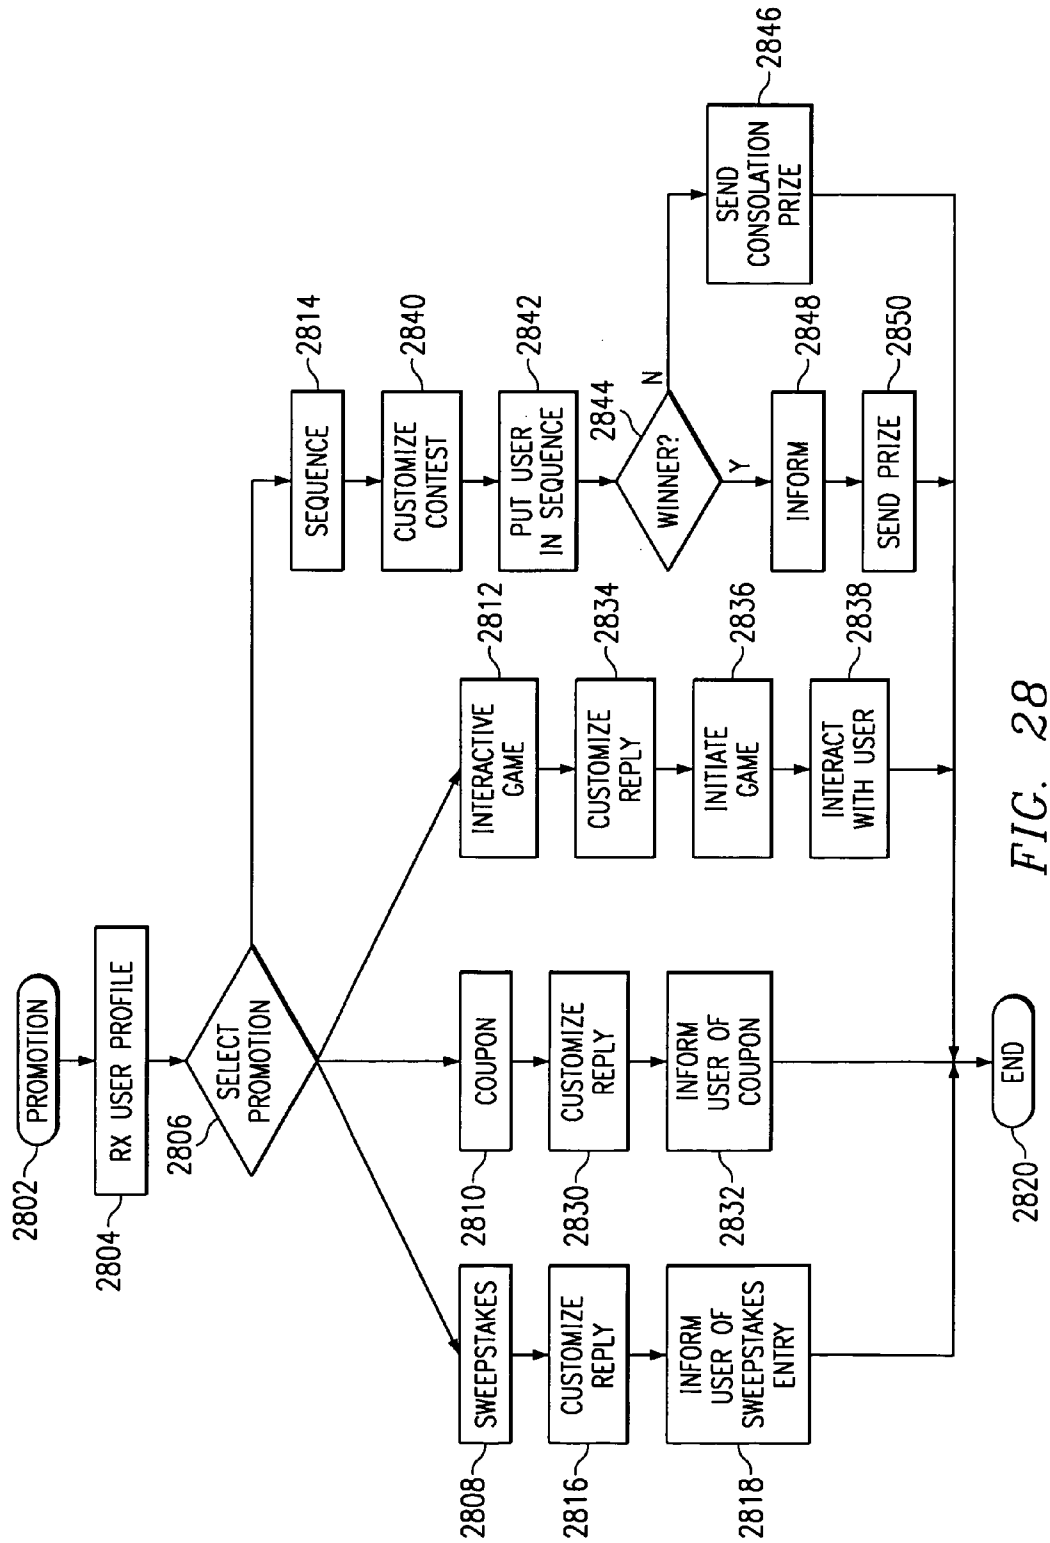 2802
PROMOTION
2804
RX USER PROFILE
2806
SELECT
PROMOTION
2808
SWEEPSTAKES
2816
CUSTOMIZE
REPLY
2818
INFORM
USER OF
SWEEPSTAKES
ENTRY
2810
COUPON
2830
CUSTOMIZE
REPLY
2832
INFORM
USER OF
COUPON
INTERACTIVE
GAME
2812
CUSTOMIZE
REPLY
2834
INITIATE
GAME
2836
INTERACT
WITH USER
2838
SEQUENCE
2814
CUSTOMIZE
CONTEST
2840
PUT USER
IN SEQUENCE
2842
WINNER?
2844
N
Y
SEND
CONSOLATION
PRIZE
2846
INFORM
2848
SEND PRIZE
2850
2820
END
FIG. 28